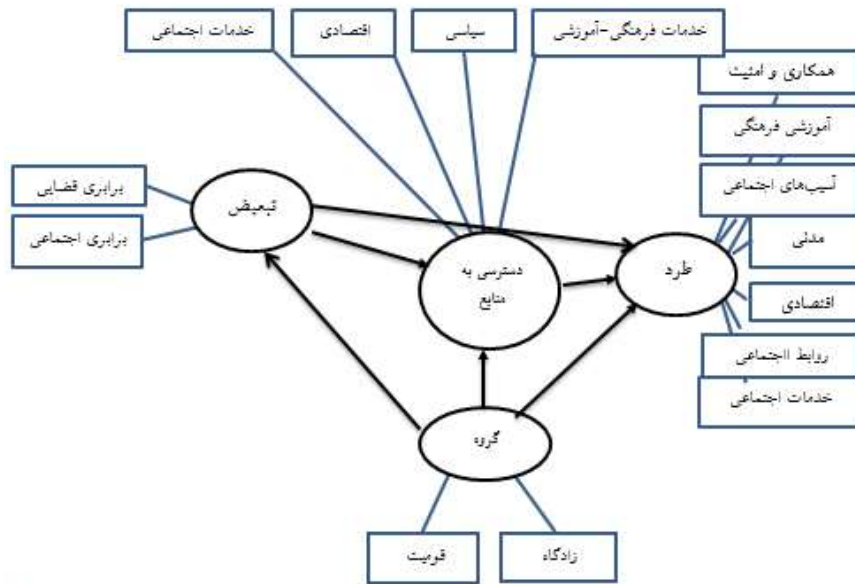 خدمات فرهنگی-آموزشی
سیاسی
اقتصادی
خدمات اجتماعی
همکاری و امنیت
آموزشی فرهنگی
آسیب‌های اجتماعی
مدنی
اقتصادی
روابط ااجتماعی
خدمات اجتماعی
طرد
دسترسی به
منابع
تبعیض
برابری قضایی
برابری اجتماعی
گروه
زادگاه
قومیت